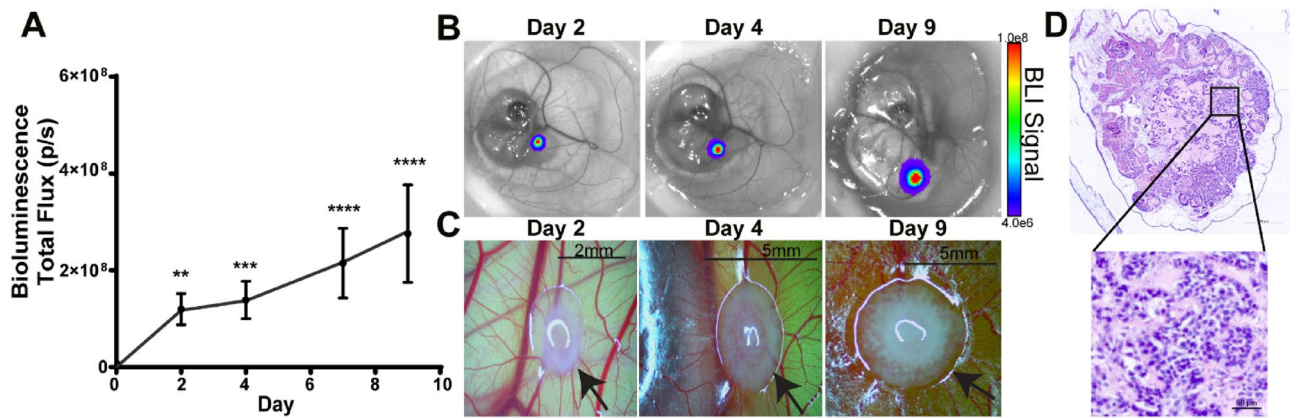 A
Bioluminescence
Total Flux (p/s)
6×10⁸
4×10⁸
2×10⁸
0
0 2 4 6 8 10
Day
**
***
****
****
B
Day 2 Day 4 Day 9
1.0e8
BLI Signal
4.0e6
C
Day 2 Day 4 Day 9
2mm 5mm 5mm
D